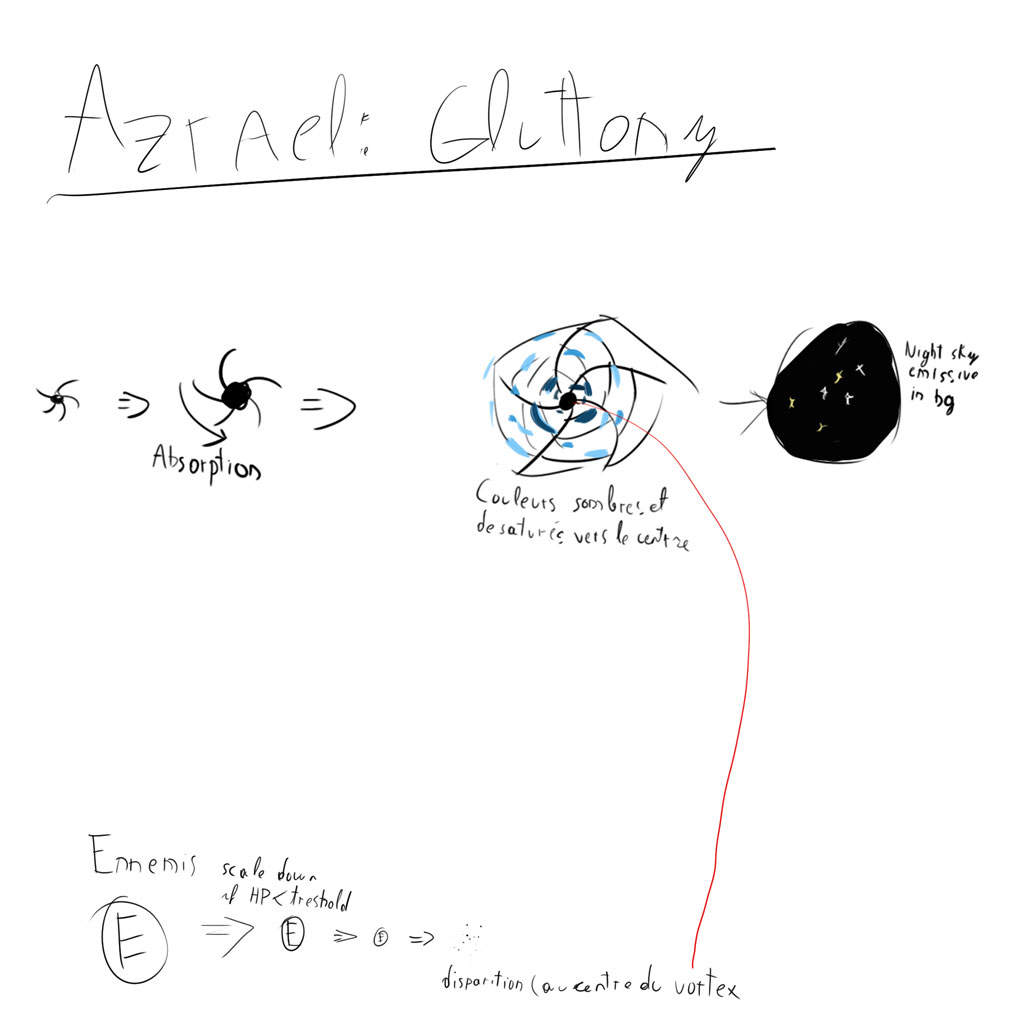 Azrael: Gluttony
Night sky
emissive
in bg
Absorption
Couleurs sombres et
desaturés vers le centre
Ennemis
scale down
if HP < treshold
E
E
E
disparition (au centre du vortex